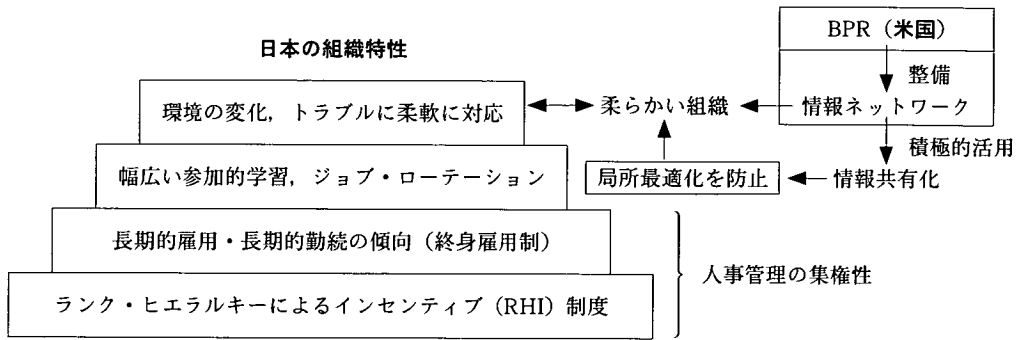 BPR（米国）
日本の組織特性
整備
環境の変化，トラブルに柔軟に対応
柔らかい組織
情報ネットワーク
積極的活用
幅広い参加的学習，ジョブ・ローテーション
局所最適化を防止
情報共有化
長期的雇用・長期的勤続の傾向（終身雇用制）
人事管理の集権性
ランク・ヒエラルキーによるインセンティブ（RHI）制度